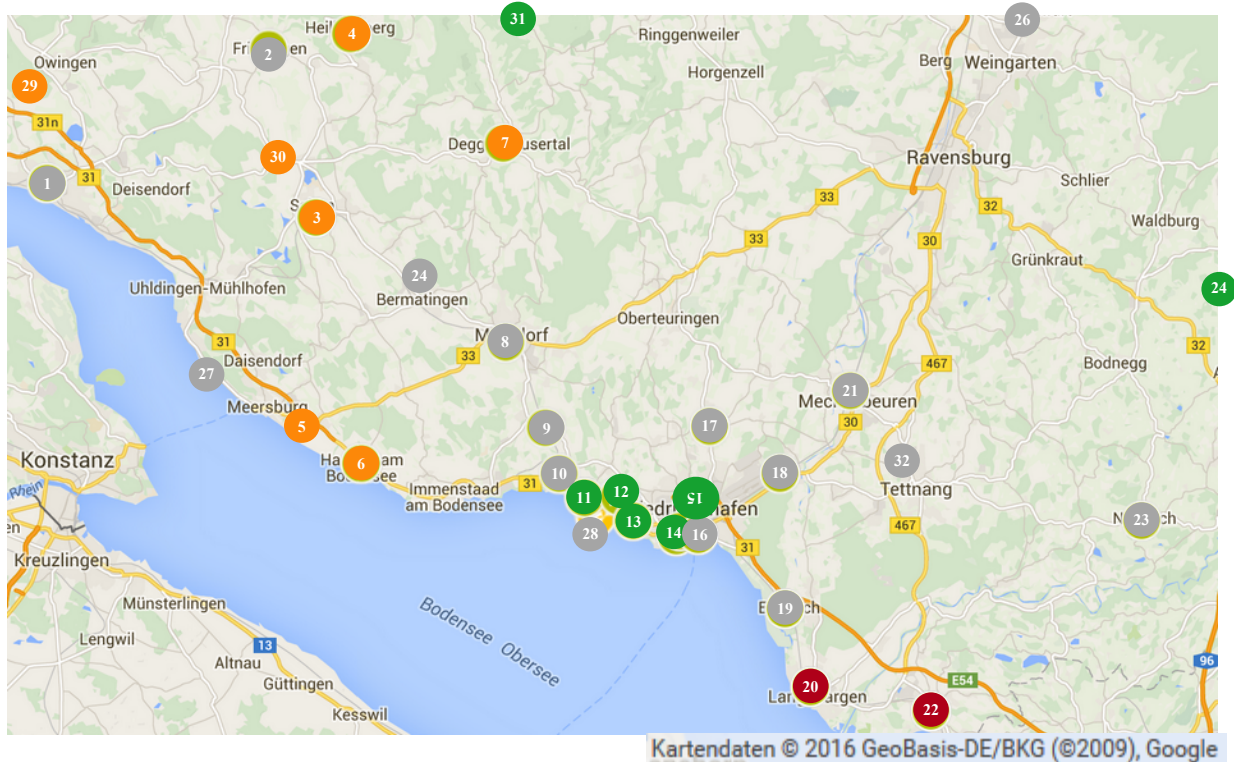 31
26
Ringgenweiler
4
2
Owingen
Horgenzell
Berg
Weingarten
29
31n
7
30
Ravensburg
1
31
Deisendorf
Schlier
33
32
3
Waldburg
33
30
Grünkraut
24
Uhldingen-Mühlhofen
24
Bermatingen
Oberteuringen
8
31
33
32
Daisendorf
467
Bodnegg
27
21
Meersburg
5
9
17
30
Konstanz
6
10
18
32
Rhein
31
Immenstaad
am Bodensee
11
12
15
Tettnang
13
467
23
28
14
16
31
Kreuzlingen
Münsterlingen
19
Bodensee Obersee
Lengwil
13
Altnau
96
Güttingen
20
E54
Kesswil
22
Kartendaten © 2016 GeoBasis-DE/BKG (©2009), Google